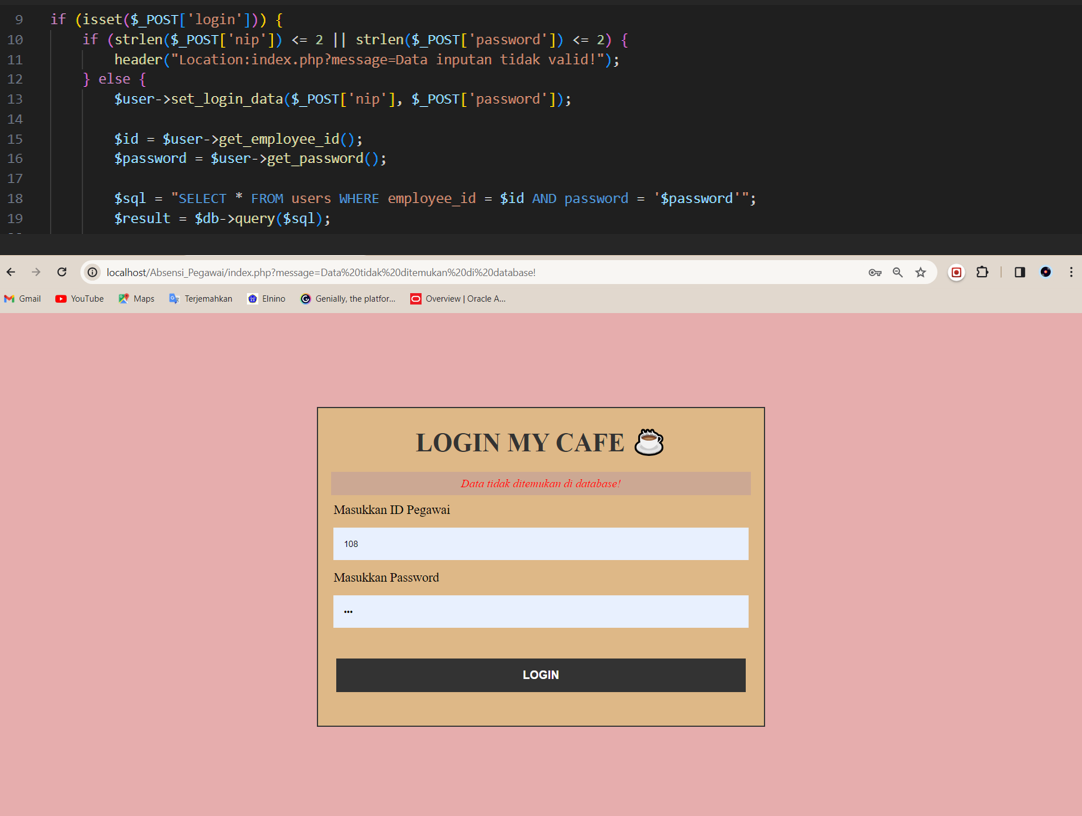 9 if (isset($_POST['login'])) {
10 if (strlen($_POST['nip']) <= 2 || strlen($_POST['password']) <= 2) {
11 header("Location:index.php?message=Data inputan tidak valid!");
12 } else {
13 $user->set_login_data($_POST['nip'], $_POST['password']);
14
15 $id = $user->get_employee_id();
16 $password = $user->get_password();
17
18 $sql = "SELECT * FROM users WHERE employee_id = $id AND password = '$password'";
19 $result = $db->query($sql);
localhost/Absensi_Pegawai/index.php?message=Data%20tidak%20ditemukan%20di%20database!
Gmail YouTube Maps Terjemahkan Elnino Genially, the platfor... Overview | Oracle A...
LOGIN MY CAFE
Data tidak ditemukan di database!
Masukkan ID Pegawai
108
Masukkan Password
•••
LOGIN